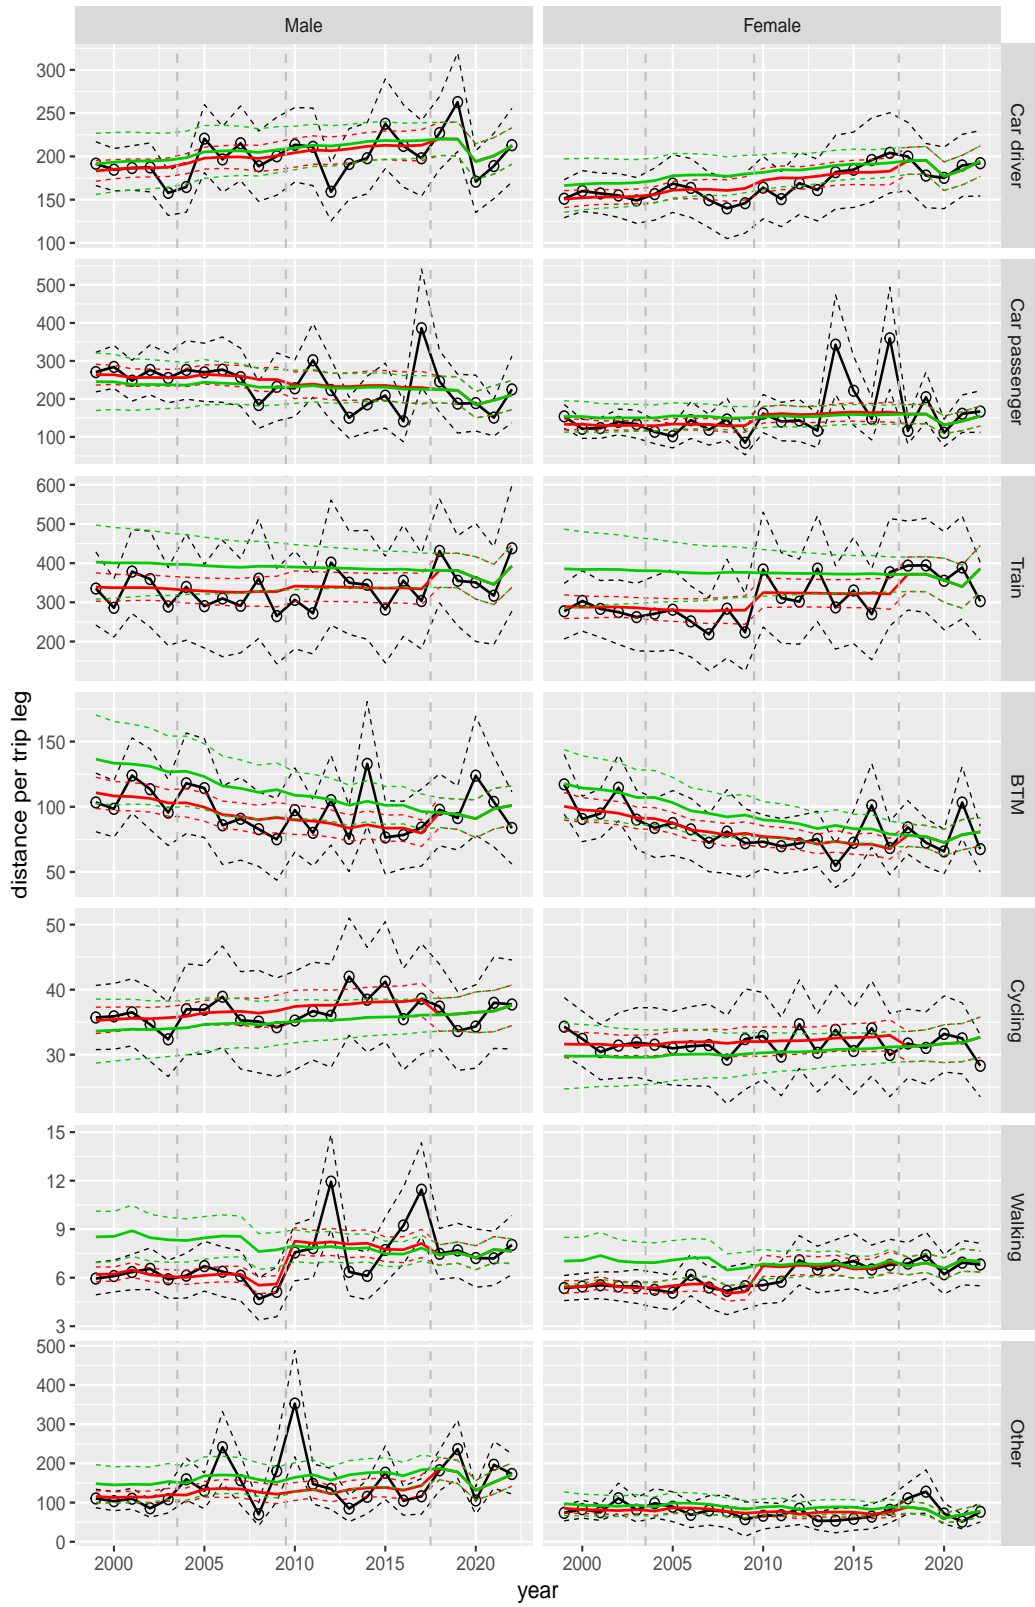 Male Female
300
250
200
150
100
Car driver
500
400
300
200
100
Car passenger
600
500
400
300
200
Train
150
100
50
BTM
50
40
30
Cycling
15
12
9
6
3
Walking
500
400
300
200
100
0
Other
distance per trip leg
2000 2005 2010 2015 2020 2000 2005 2010 2015 2020
year